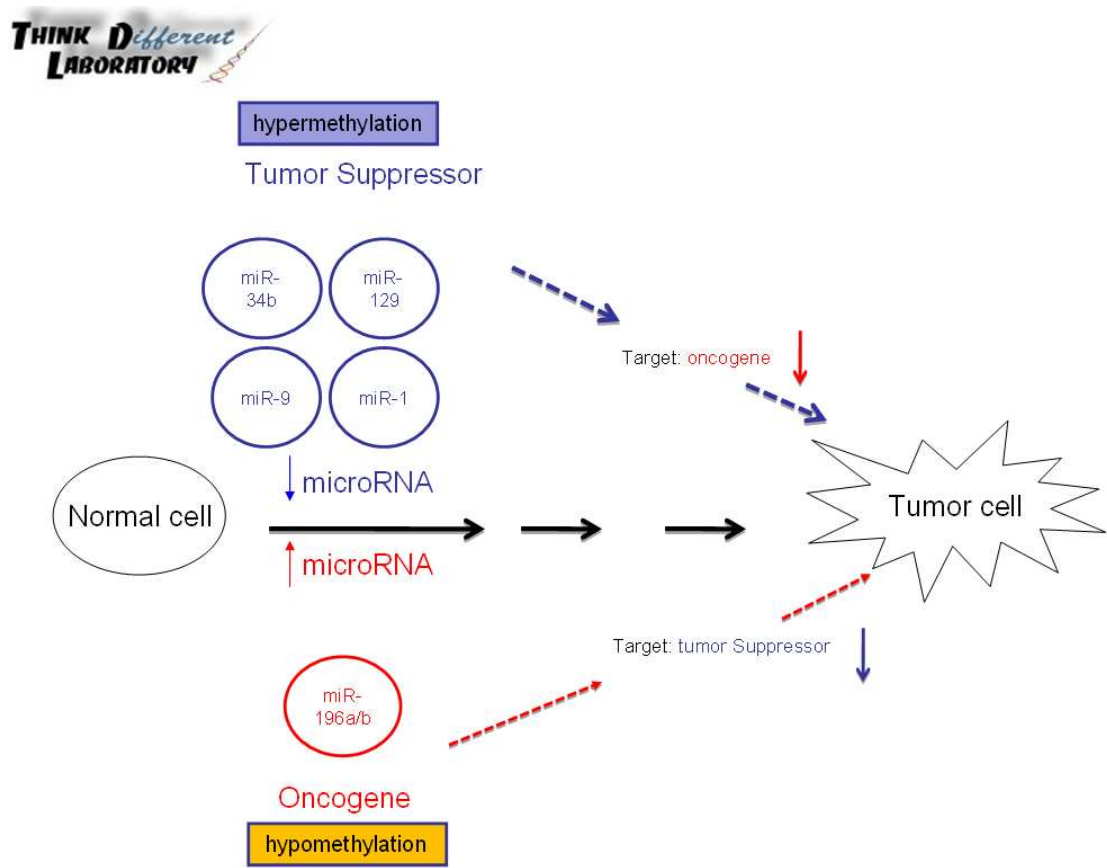 THINK Different
LABORATORY
hypermethylation
Tumor Suppressor
miR-
34b
miR-
129
miR-9
miR-1
Target: oncogene
microRNA
Normal cell
Tumor cell
microRNA
Target: tumor Suppressor
miR-
196a/b
Oncogene
hypomethylation